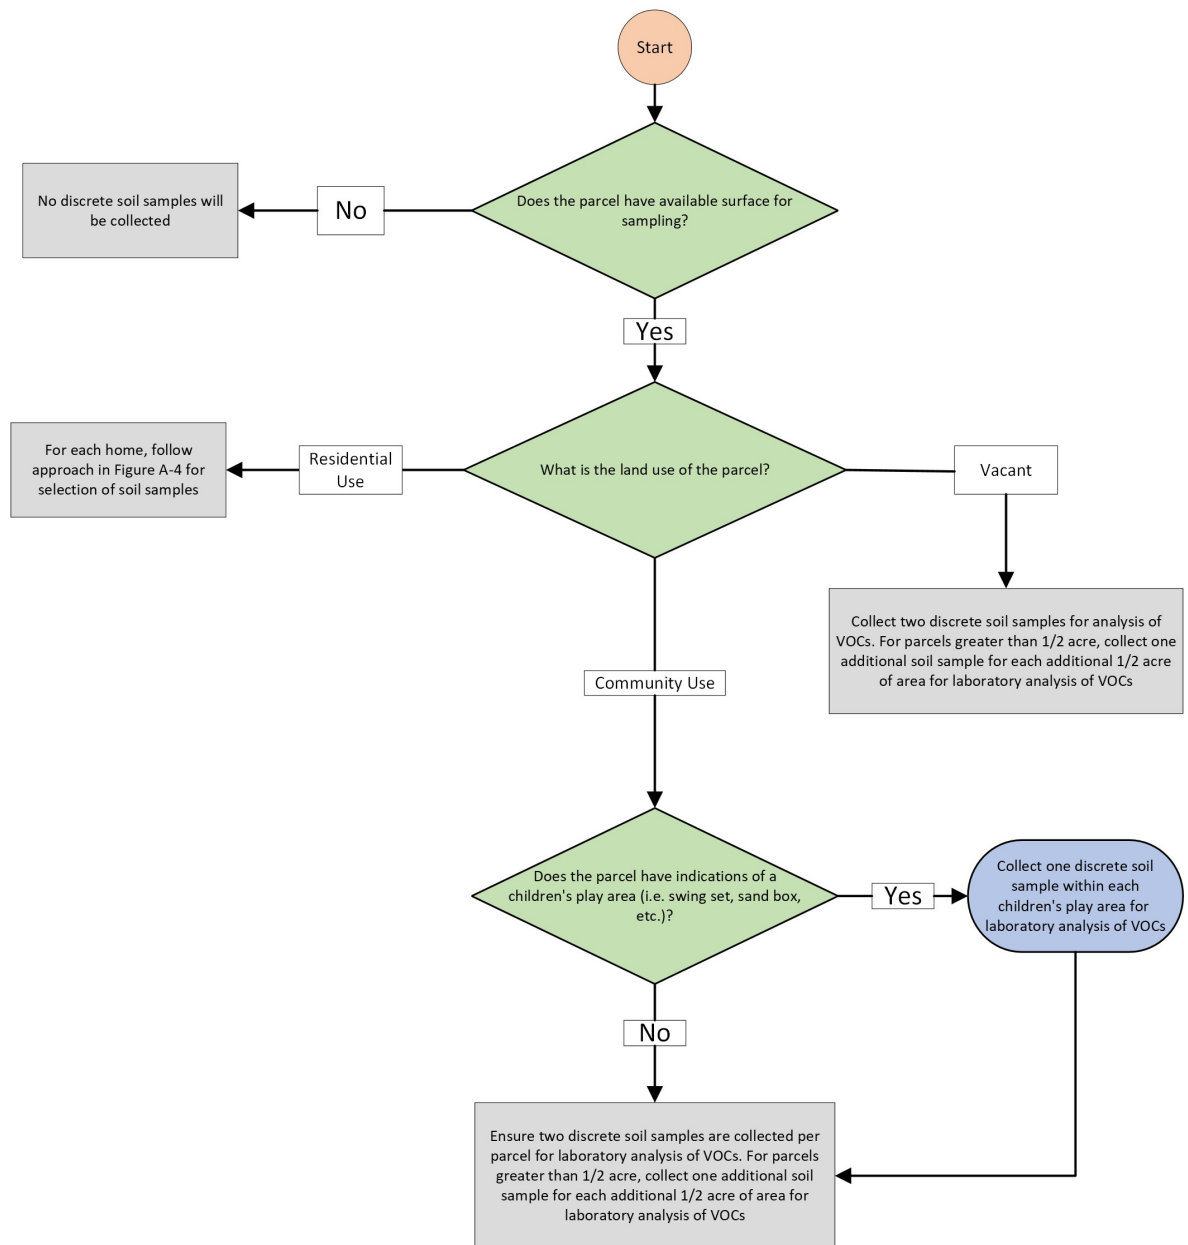 Start
Does the parcel have available surface for
sampling?
No
No discrete soil samples will
be collected
Yes
What is the land use of the parcel?
Residential
Use
For each home, follow
approach in Figure A-4 for
selection of soil samples
Vacant
Collect two discrete soil samples for analysis of
VOCs. For parcels greater than 1/2 acre, collect one
additional soil sample for each additional 1/2 acre
of area for laboratory analysis of VOCs
Community Use
Does the parcel have indications of a
children's play area (i.e. swing set, sand box,
etc.)?
Yes
Collect one discrete soil
sample within each
children's play area for
laboratory analysis of VOCs
No
Ensure two discrete soil samples are collected per
parcel for laboratory analysis of VOCs. For parcels
greater than 1/2 acre, collect one additional soil
sample for each additional 1/2 acre of area for
laboratory analysis of VOCs